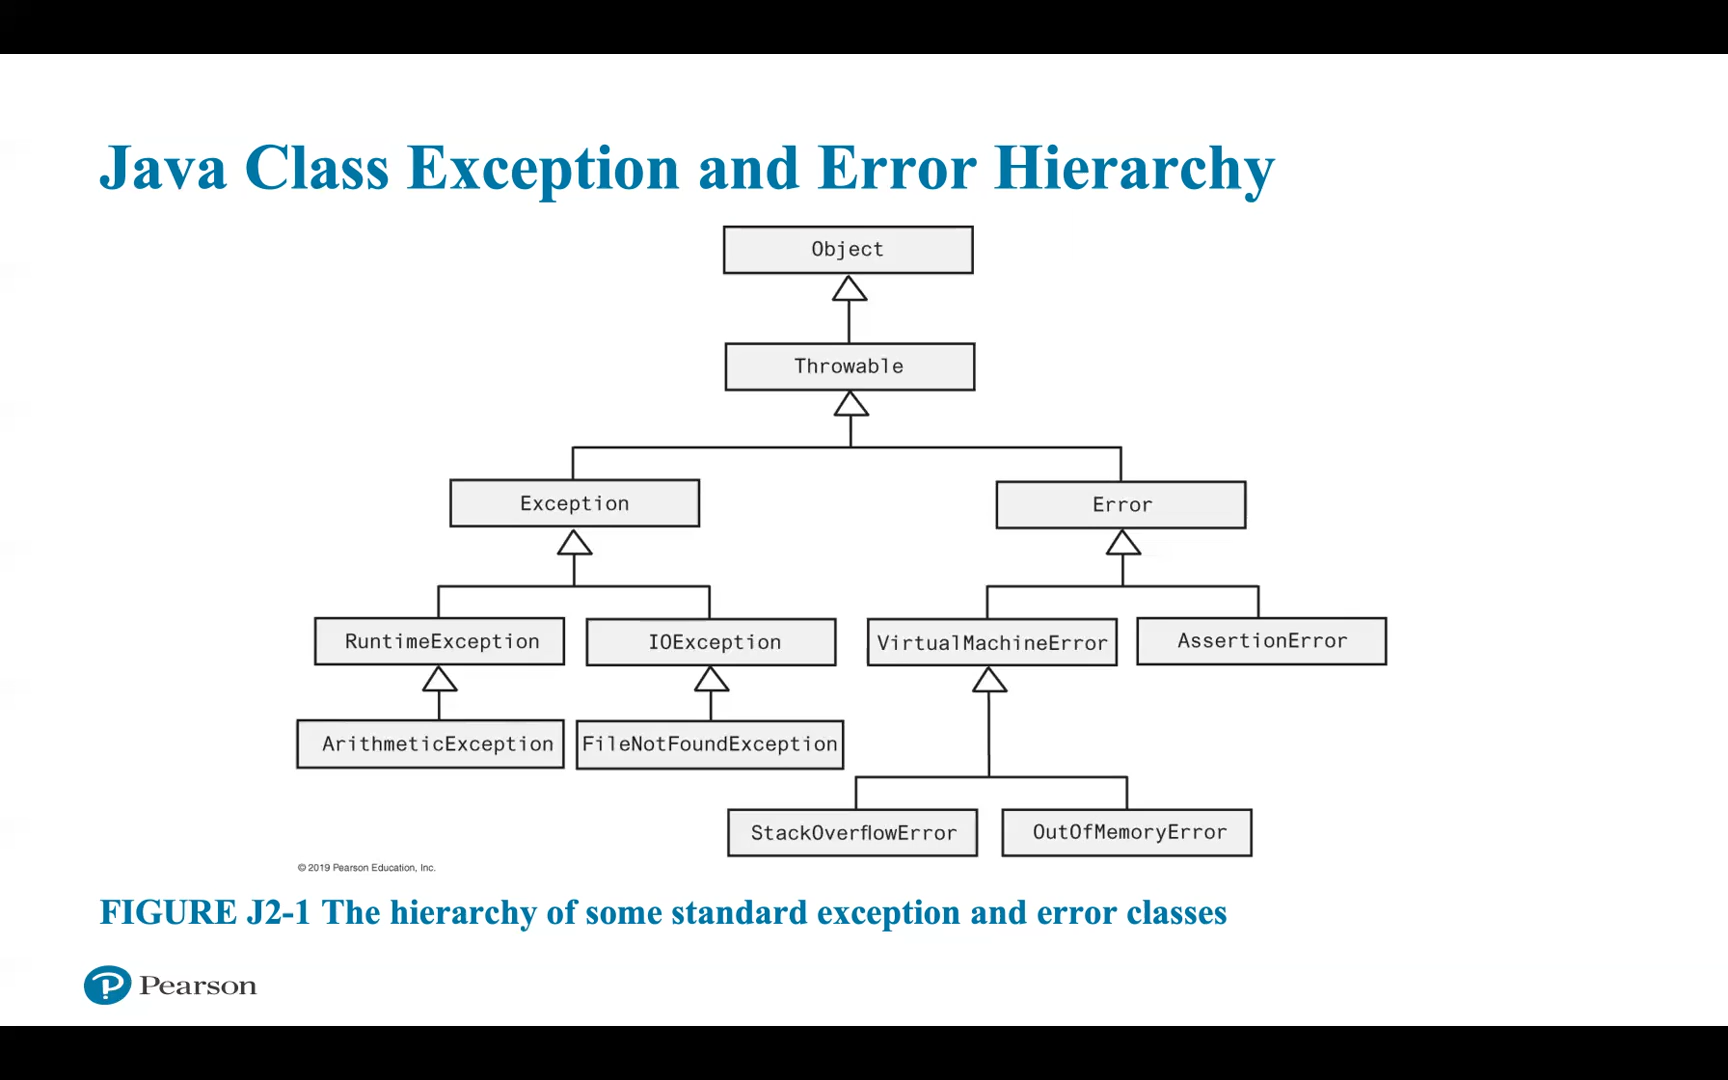 Java Class Exception and Error Hierarchy
Object
Throwable
Exception
Error
RuntimeException
IOException
VirtualMachineError
AssertionError
ArithmeticException
FileNotFoundException
StackOverflowError
OutOfMemoryError
© 2019 Pearson Education, Inc.
FIGURE J2-1 The hierarchy of some standard exception and error classes
Pearson